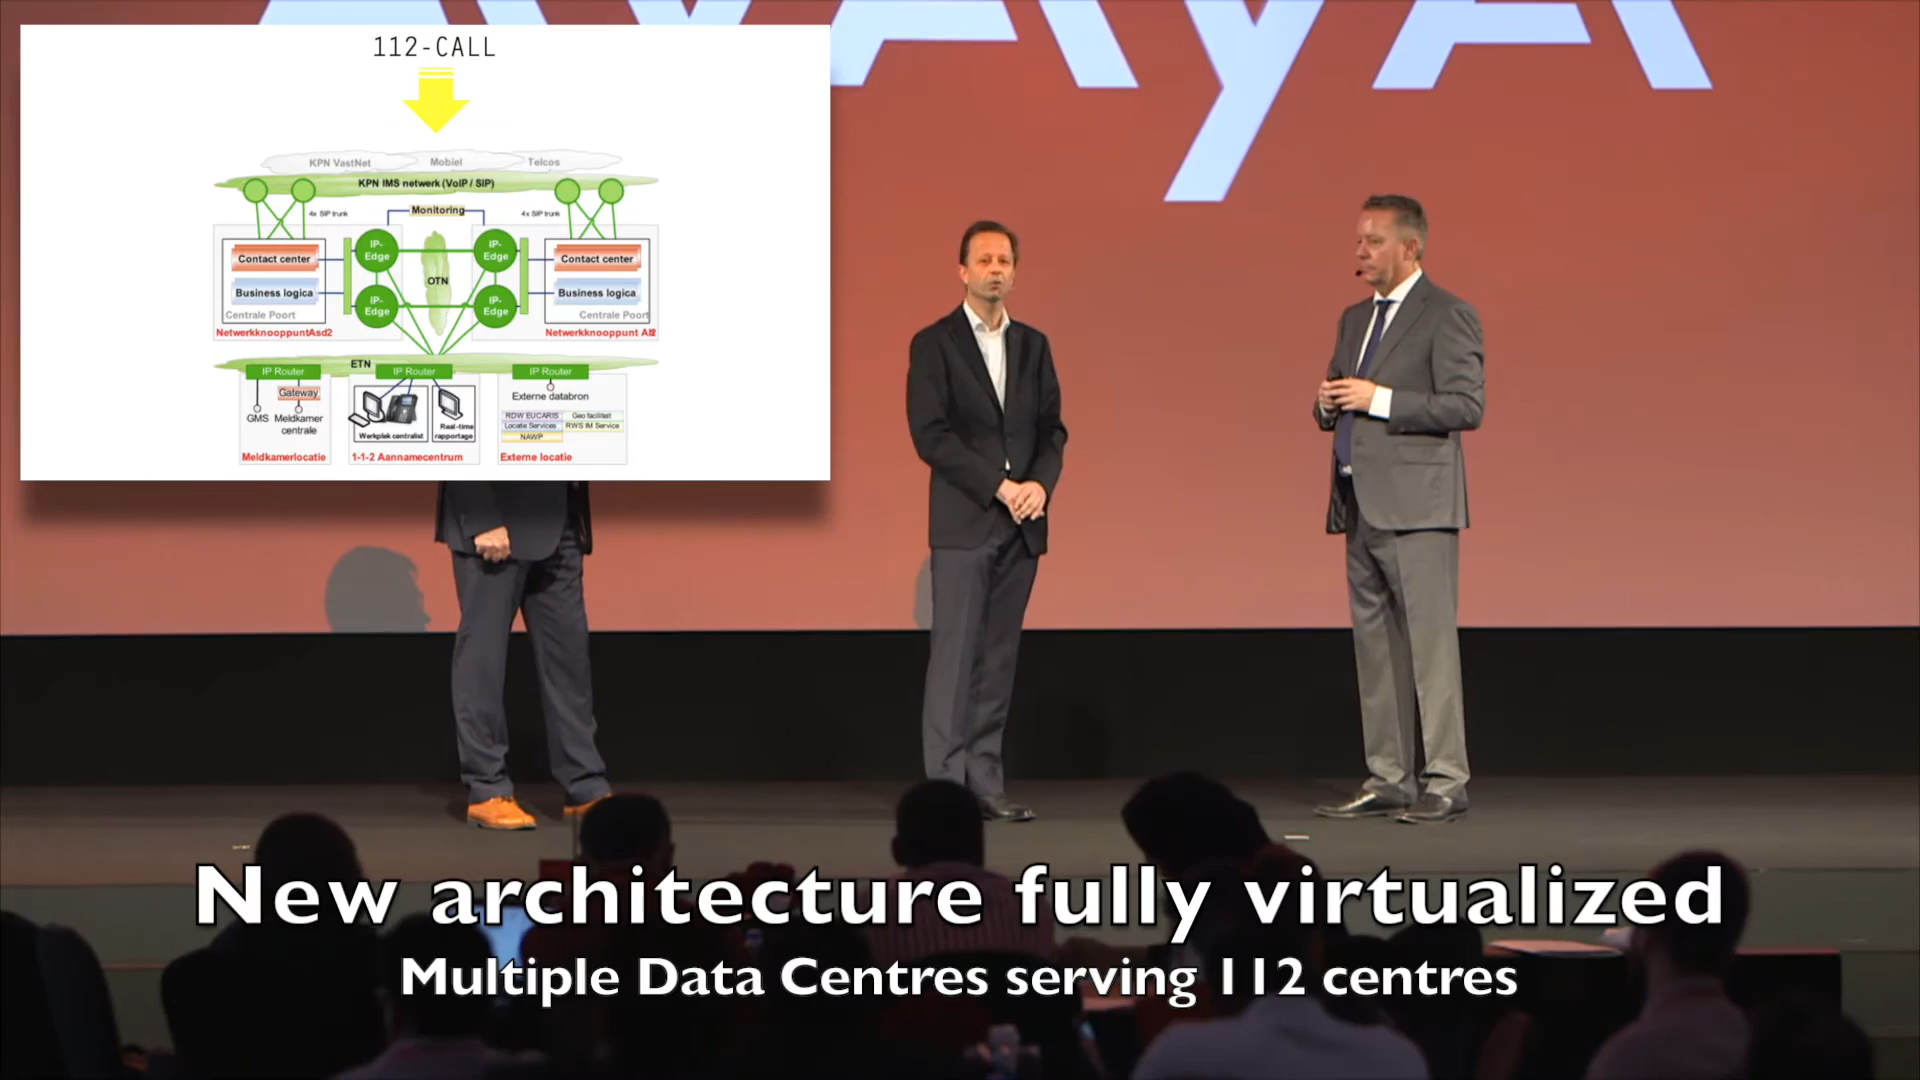 AVAYA
112-CALL
KPN VastNet Mobiel Telcos
KPN IMS netwerk (VoIP / SIP)
4x SIP trunk 4x SIP trunk
Monitoring
IP-Edge IP-Edge
Contact center Contact center
OTN
Business logica Business logica
IP-Edge IP-Edge
Centrale Poort Centrale Poort
NetwerkknooppuntAsd2 Netwerkknooppunt
ETN
IP Router IP Router IP Router
Gateway
Externe databron
GMS Meldkamer centrale
RDW EUCARIS Geo faciliteit
Locatie Services RWS IM Service
NAWP
Werkplek centralist Real-time rapportage
Meldkamerlocatie 1-1-2 Aannamecentrum Externe locatie
New architecture fully virtualized
Multiple Data Centres serving 112 centres